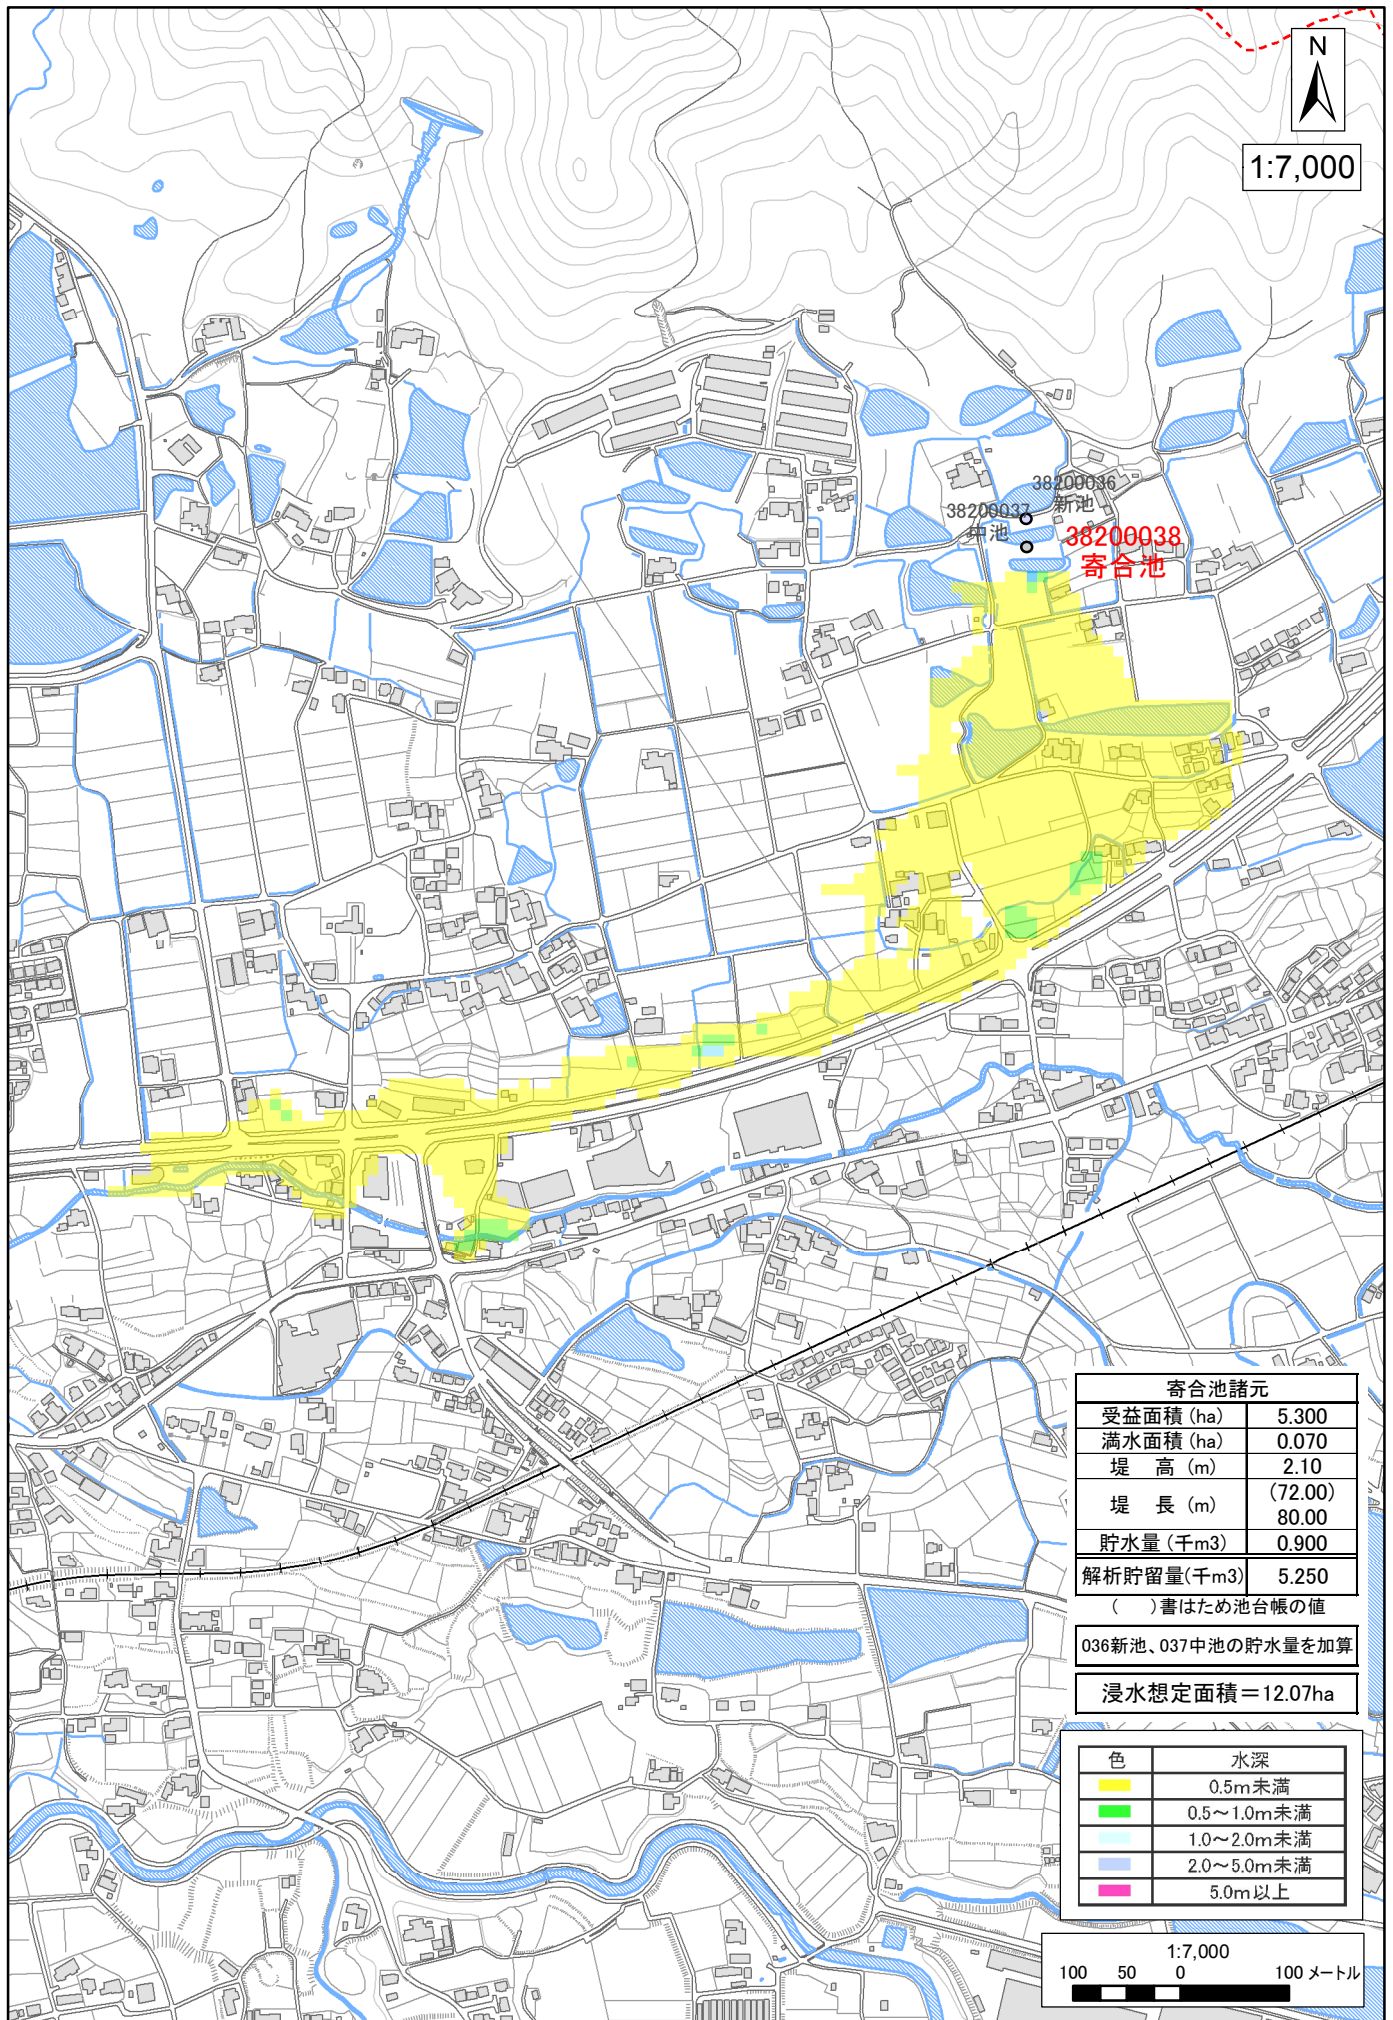 N
1:7,000
38200036
新池
38200037
中池
38200038
寄合池
寄合池諸元
受益面積(ha) 5.300
満水面積(ha) 0.070
堤 高 (m) 2.10
堤 長 (m) (72.00) 80.00
貯水量(千m3) 0.900
解析貯留量(千m3) 5.250
( )書はため池台帳の値
036新池、037中池の貯水量を加算
浸水想定面積=12.07ha
色 水深
0.5m未満
0.5～1.0m未満
1.0～2.0m未満
2.0～5.0m未満
5.0m以上
1:7,000
100 50 0 100 メートル